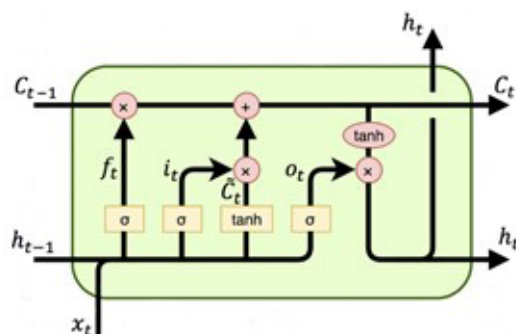 h_t
C_{t-1} × + C_t
tanh
f_t i_t × C̃_t o_t ×
σ σ tanh σ
h_{t-1} h_t
x_t